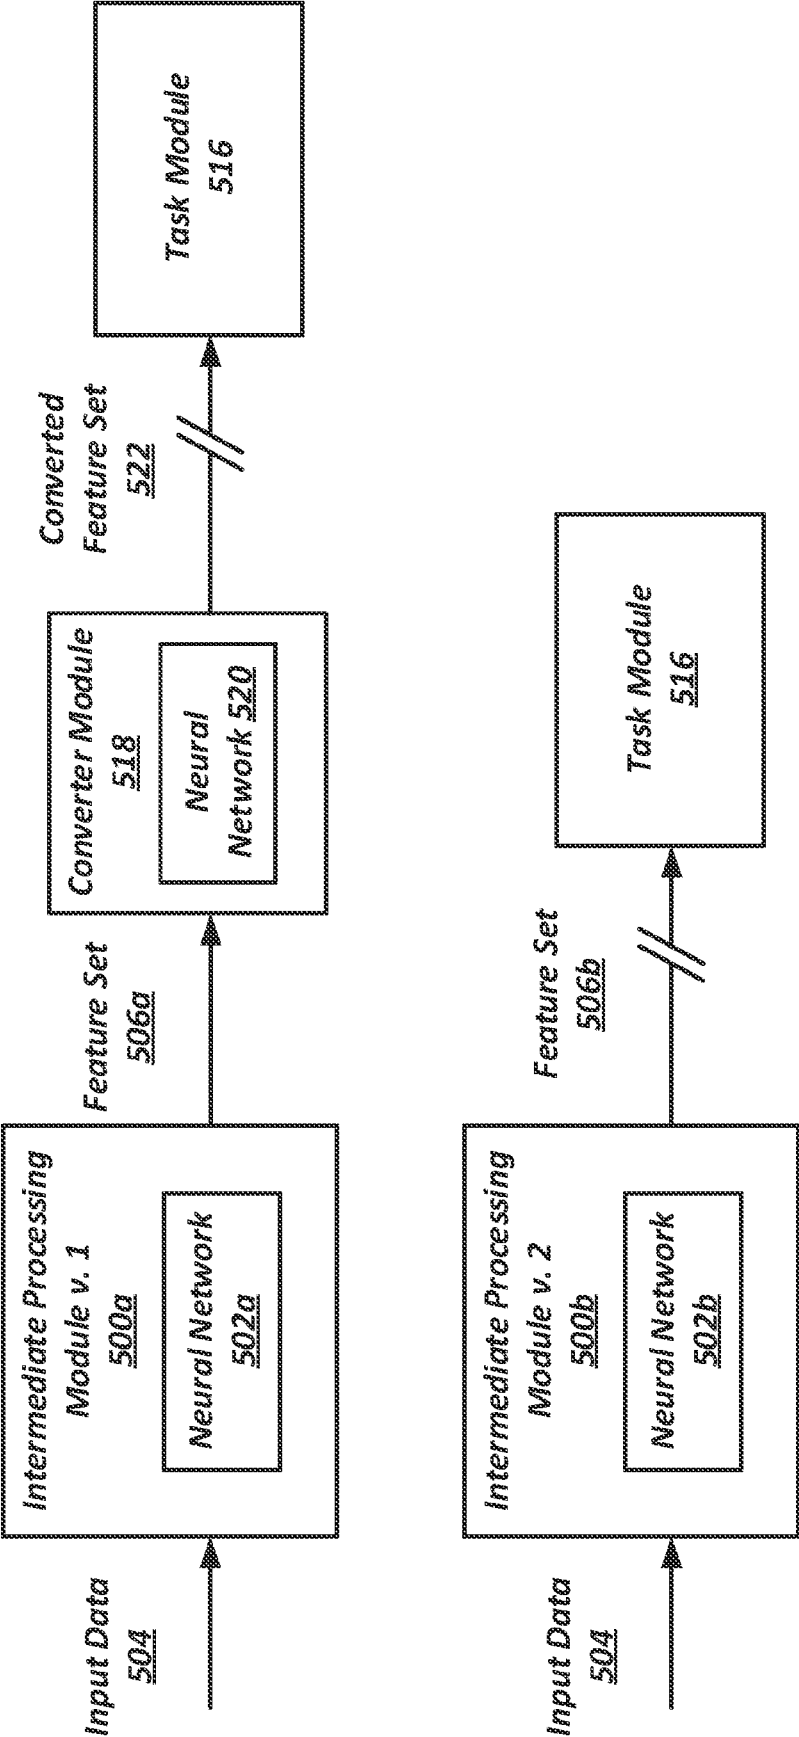 Input Data
504
Intermediate Processing
Module v. 1
500a
Neural Network
502a
Feature Set
506a
Converter Module
518
Neural
Network 520
Converted
Feature Set
522
Task Module
516
Input Data
504
Intermediate Processing
Module v. 2
500b
Neural Network
502b
Feature Set
506b
Task Module
516